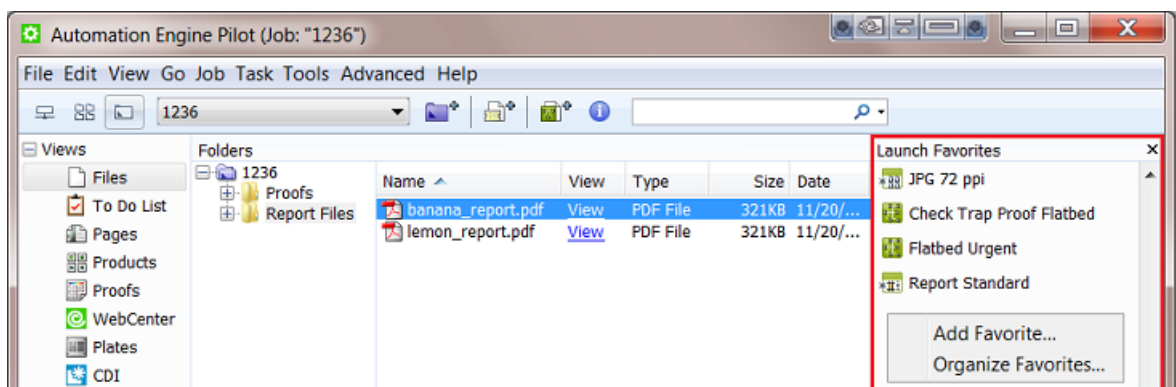 Automation Engine Pilot (Job: "1236")
File Edit View Go Job Task Tools Advanced Help
1236
Views
Files
To Do List
Pages
Products
Proofs
WebCenter
Plates
CDI
Folders
1236
Proofs
Report Files
Name View Type Size Date
banana_report.pdf View PDF File 321KB 11/20/...
lemon_report.pdf View PDF File 321KB 11/20/...
Launch Favorites
JPG 72 ppi
Check Trap Proof Flatbed
Flatbed Urgent
Report Standard
Add Favorite...
Organize Favorites...